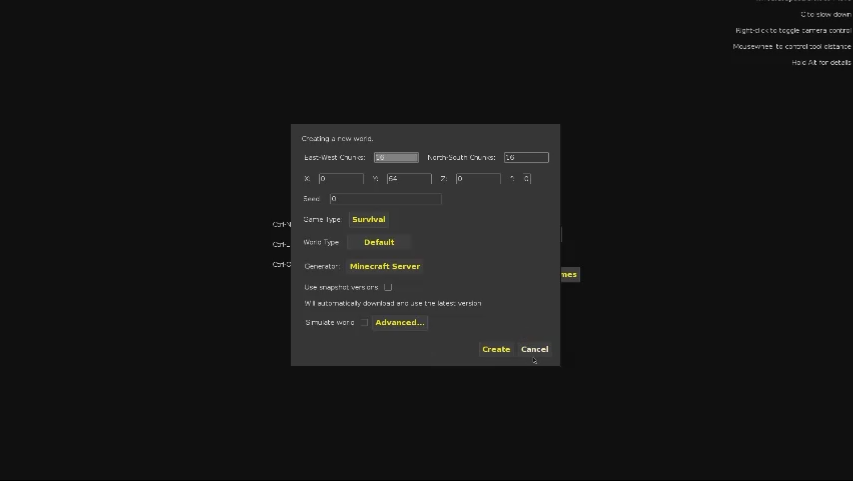 C to slow down
Right-click to toggle camera control
Mousewheel to control tool distance
Hold Alt for details
Creating a new world.
East-West Chunks: 16 North-South Chunks: 16
X: 0 Y: 64 Z: 0 f: 0
Seed: 0
Ctrl-N
Game Type: Survival
Ctrl-L
World Type: Default
Ctrl-O
Generator: Minecraft Server
mes
Use snapshot versions
Will automatically download and use the latest version
Simulate world Advanced...
Create Cancel